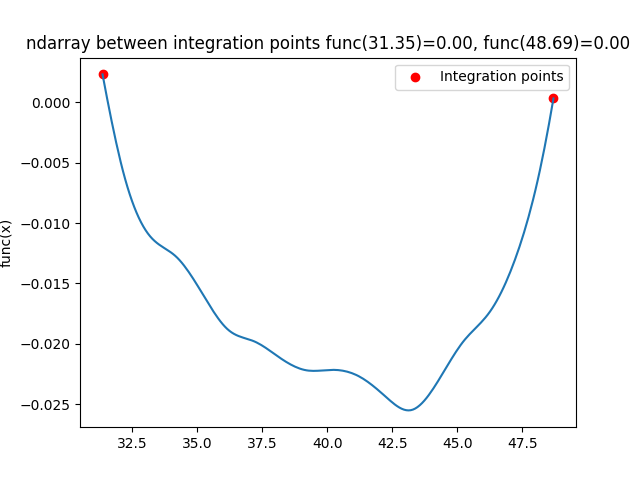 ndarray between integration points func(31.35)=0.00, func(48.69)=0.00
Integration points
0.000
−0.005
−0.010
−0.015
−0.020
−0.025
func(x)
32.5 35.0 37.5 40.0 42.5 45.0 47.5